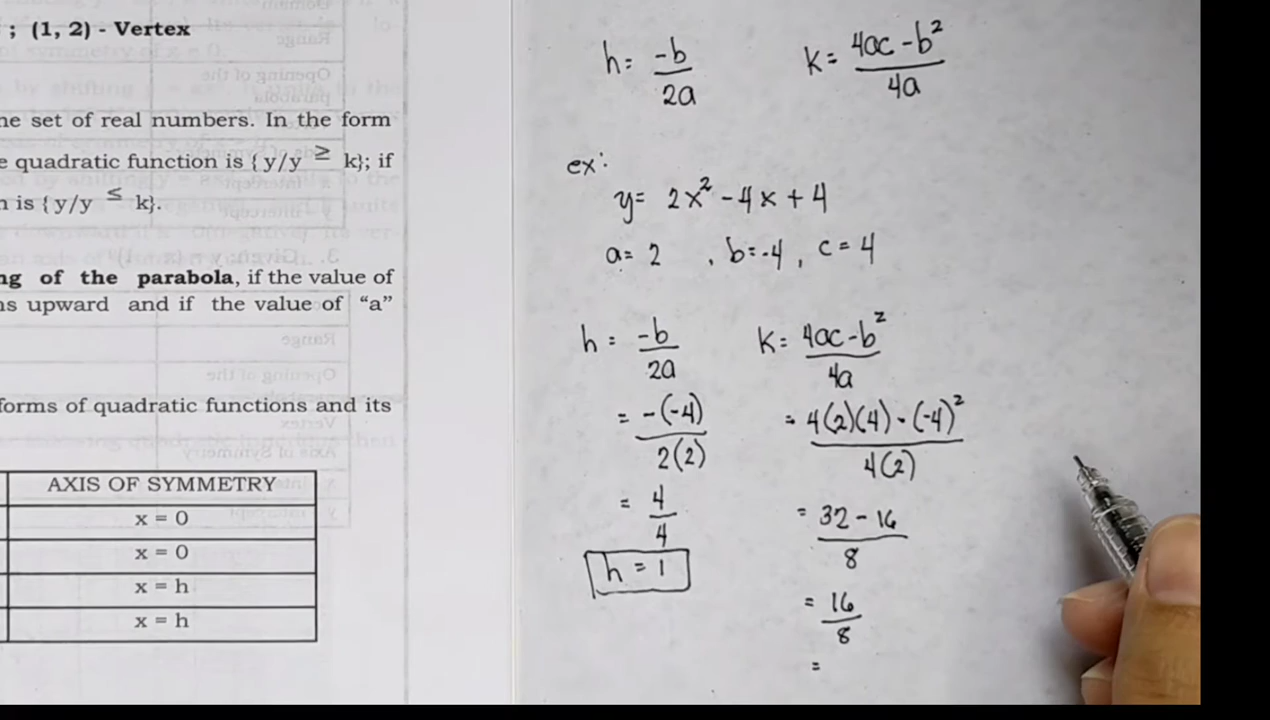 ; (1, 2) - Vertex
he set of real numbers. In the form
e quadratic function is { y/y ≥ k}; if
n is { y/y ≤ k}.
ng of the parabola, if the value of
ns upward and if the value of “a”
forms of quadratic functions and its
AXIS OF SYMMETRY
x = 0
x = 0
x = h
x = h
h = -b/2a
k = 4ac - b²/4a
ex:
y = 2x² - 4x + 4
a = 2 , b = -4 , c = 4
h = -b/2a
= -(-4)/2(2)
= 4/4
h = 1
k = 4ac - b²/4a
= 4(2)(4) - (-4)²/4(2)
= 32 - 16/8
= 16/8
=